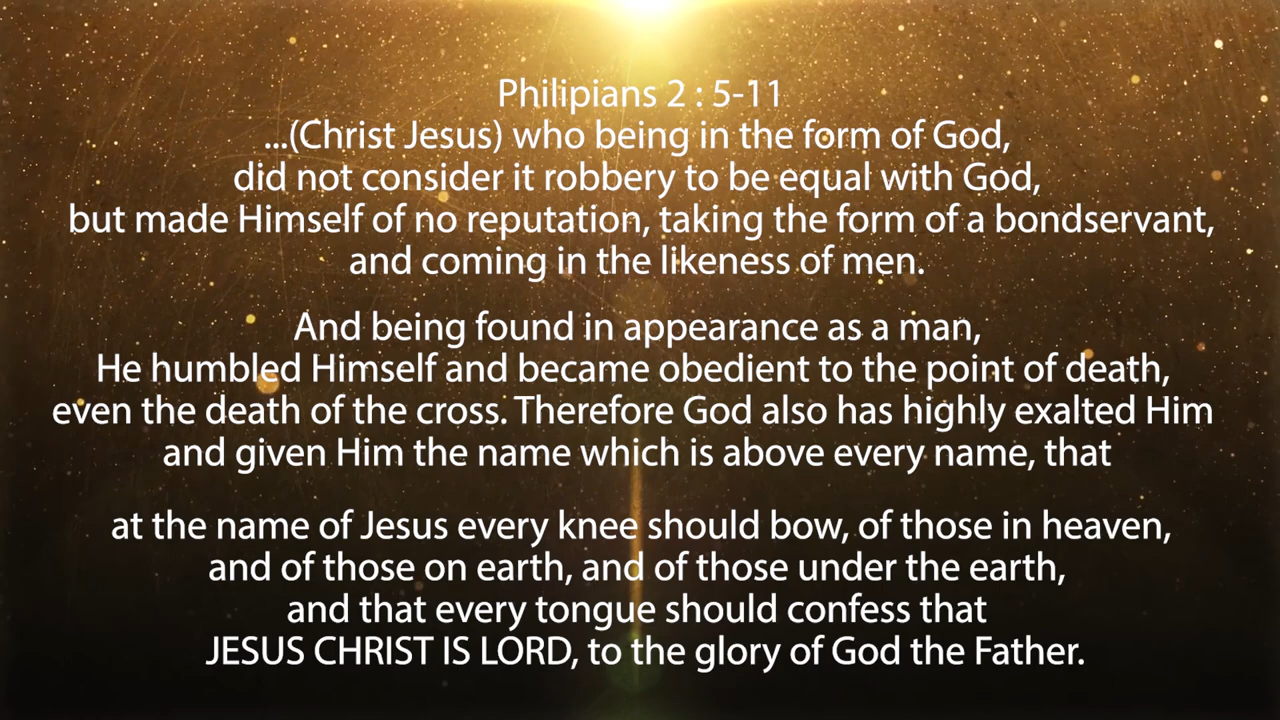 Philipians 2 : 5-11
...(Christ Jesus) who being in the form of God,
did not consider it robbery to be equal with God,
but made Himself of no reputation, taking the form of a bondservant,
and coming in the likeness of men.
And being found in appearance as a man,
He humbled Himself and became obedient to the point of death,
even the death of the cross. Therefore God also has highly exalted Him
and given Him the name which is above every name, that
at the name of Jesus every knee should bow, of those in heaven,
and of those on earth, and of those under the earth,
and that every tongue should confess that
JESUS CHRIST IS LORD, to the glory of God the Father.